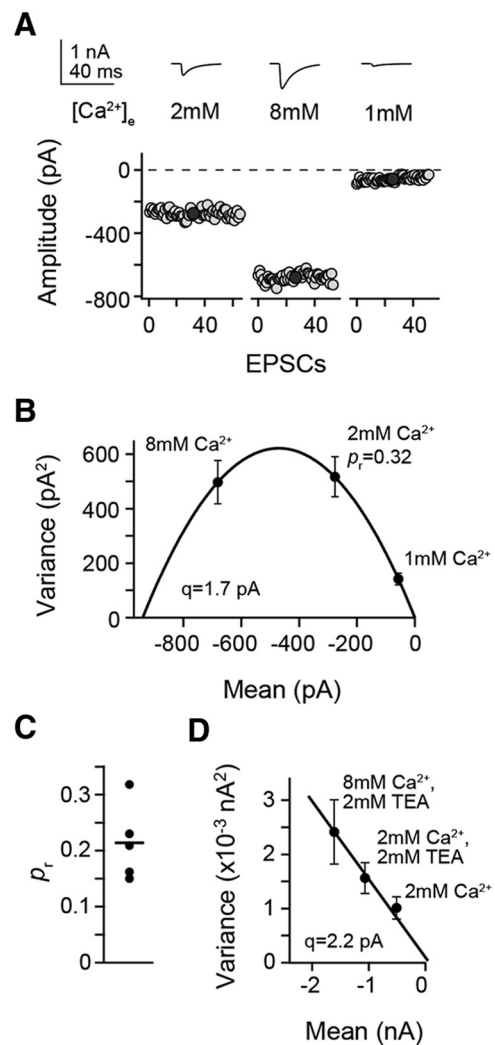 A
1 nA
40 ms
[Ca²⁺]ₑ 2mM 8mM 1mM
Amplitude (pA)
0
-400
-800
0 40 0 40 0 40
EPSCs
B
Variance (pA²)
600
400
200
0
8mM Ca²⁺
2mM Ca²⁺
pᵣ=0.32
1mM Ca²⁺
q=1.7 pA
-800 -600 -400 -200 0
Mean (pA)
C
pᵣ
0.3
0.2
0.1
0
D
Variance (x10⁻³ nA²)
3
2
1
0
8mM Ca²⁺,
2mM TEA
2mM Ca²⁺,
2mM TEA
2mM Ca²⁺
q=2.2 pA
-2 -1 0
Mean (nA)